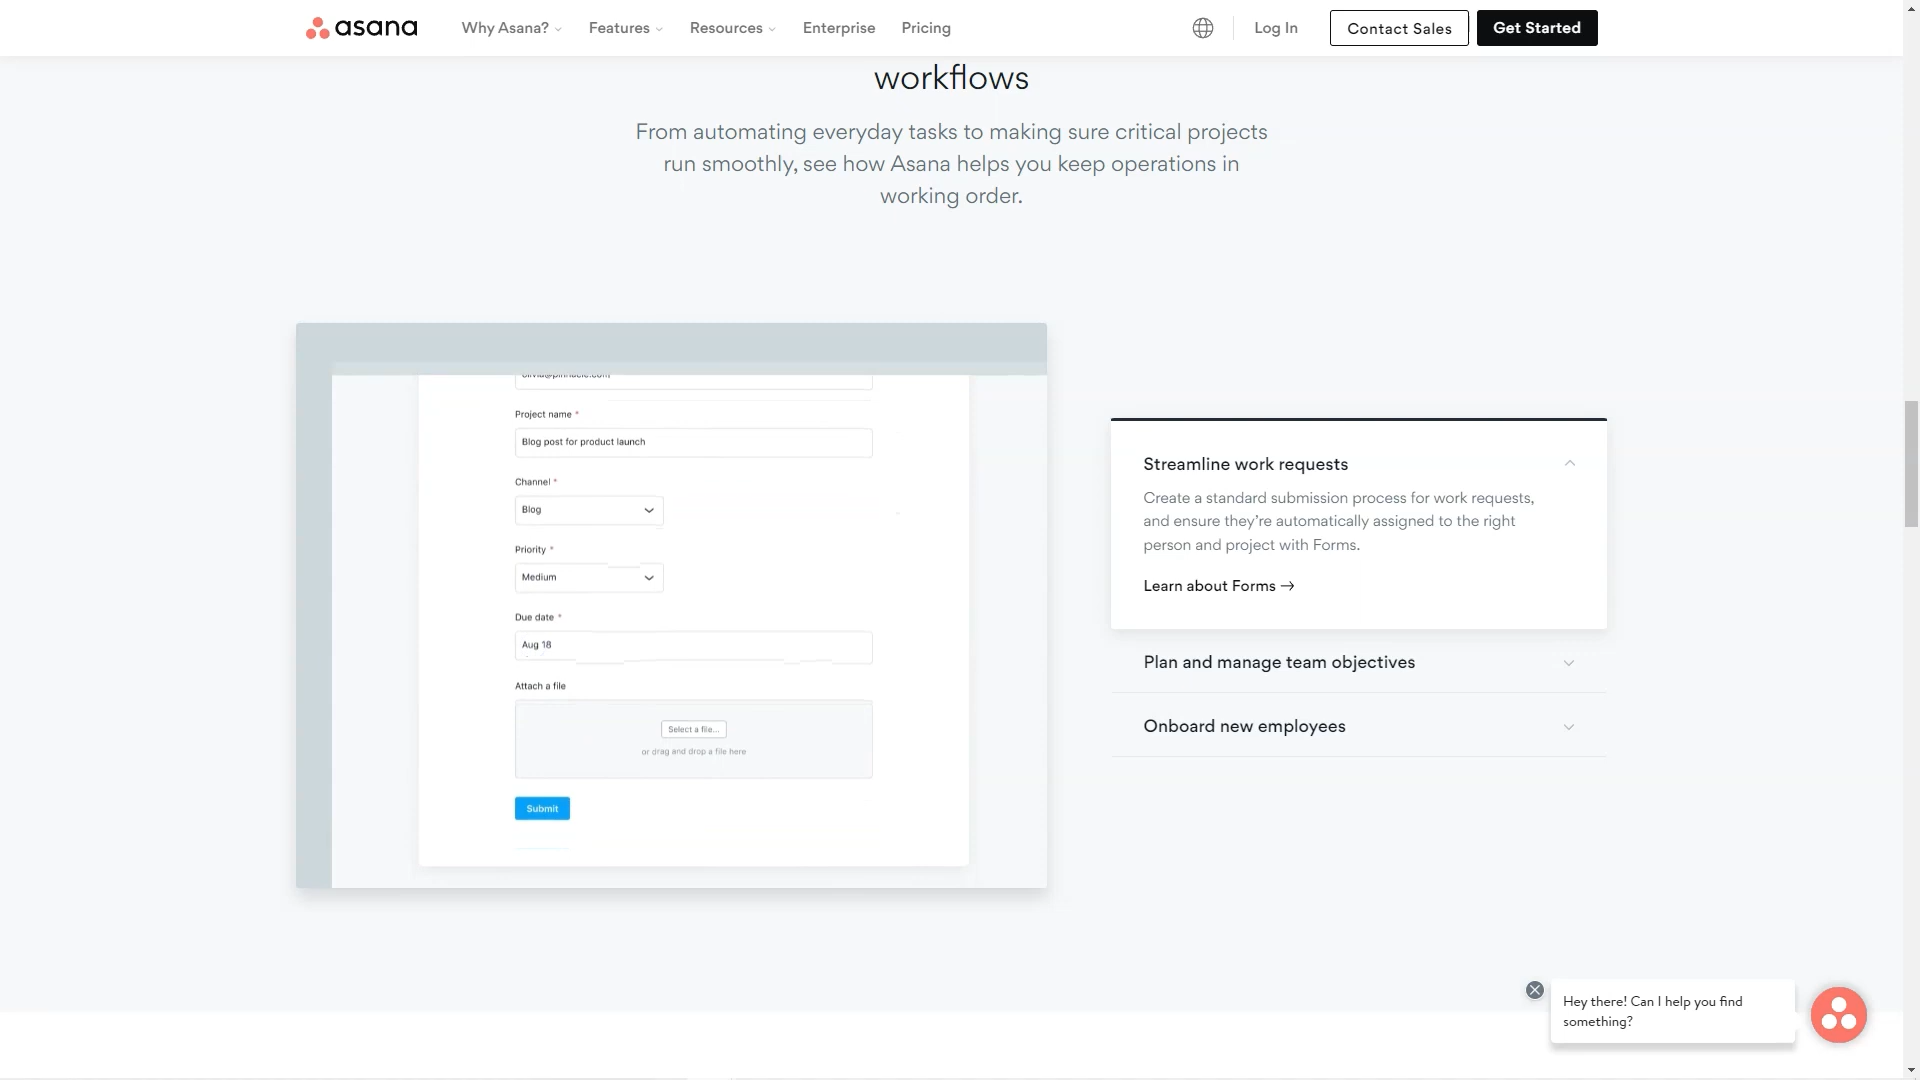 asana
Why Asana?
Features
Resources
Enterprise
Pricing
Log In
Contact Sales
Get Started
workflows
From automating everyday tasks to making sure critical projects
run smoothly, see how Asana helps you keep operations in
working order.
olivia@pinnacle.com
Project name *
Blog post for product launch
Channel *
Blog
Priority *
Medium
Due date *
Aug 18
Attach a file
Select a file...
or drag and drop a file here
Submit
Streamline work requests
Create a standard submission process for work requests,
and ensure they’re automatically assigned to the right
person and project with Forms.
Learn about Forms →
Plan and manage team objectives
Onboard new employees
Hey there! Can I help you find
something?